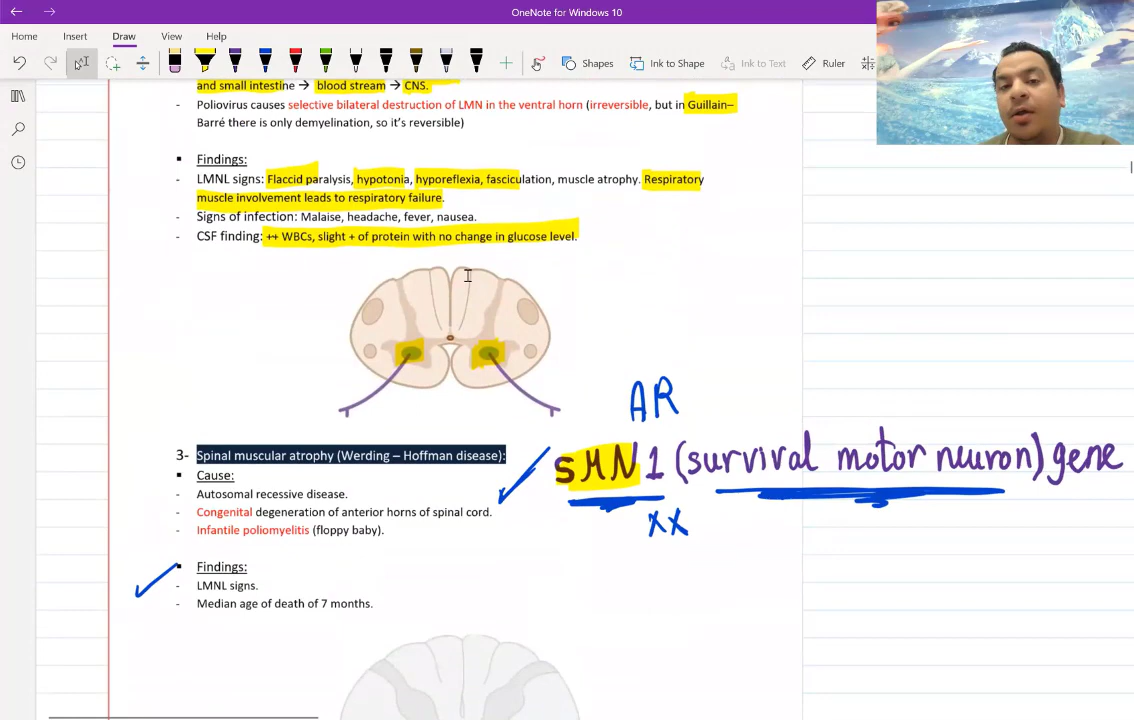 OneNote for Windows 10
Home Insert Draw View Help
Shapes Ink to Shape Ink to Text Ruler
and small intestine → blood stream → CNS.
- Poliovirus causes selective bilateral destruction of LMN in the ventral horn (irreversible, but in Guillain–
Barré there is only demyelination, so it's reversible)
▪ Findings:
- LMNL signs: Flaccid paralysis, hypotonia, hyporeflexia, fasciculation, muscle atrophy. Respiratory
muscle involvement leads to respiratory failure.
- Signs of infection: Malaise, headache, fever, nausea.
- CSF finding: ++ WBCs, slight + of protein with no change in glucose level.
AR
3- Spinal muscular atrophy (Werding – Hoffman disease):
SMN1 (survival motor neuron) gene
▪ Cause:
- Autosomal recessive disease.
- Congenital degeneration of anterior horns of spinal cord.
XX
- Infantile poliomyelitis (floppy baby).
▪ Findings:
- LMNL signs.
- Median age of death of 7 months.